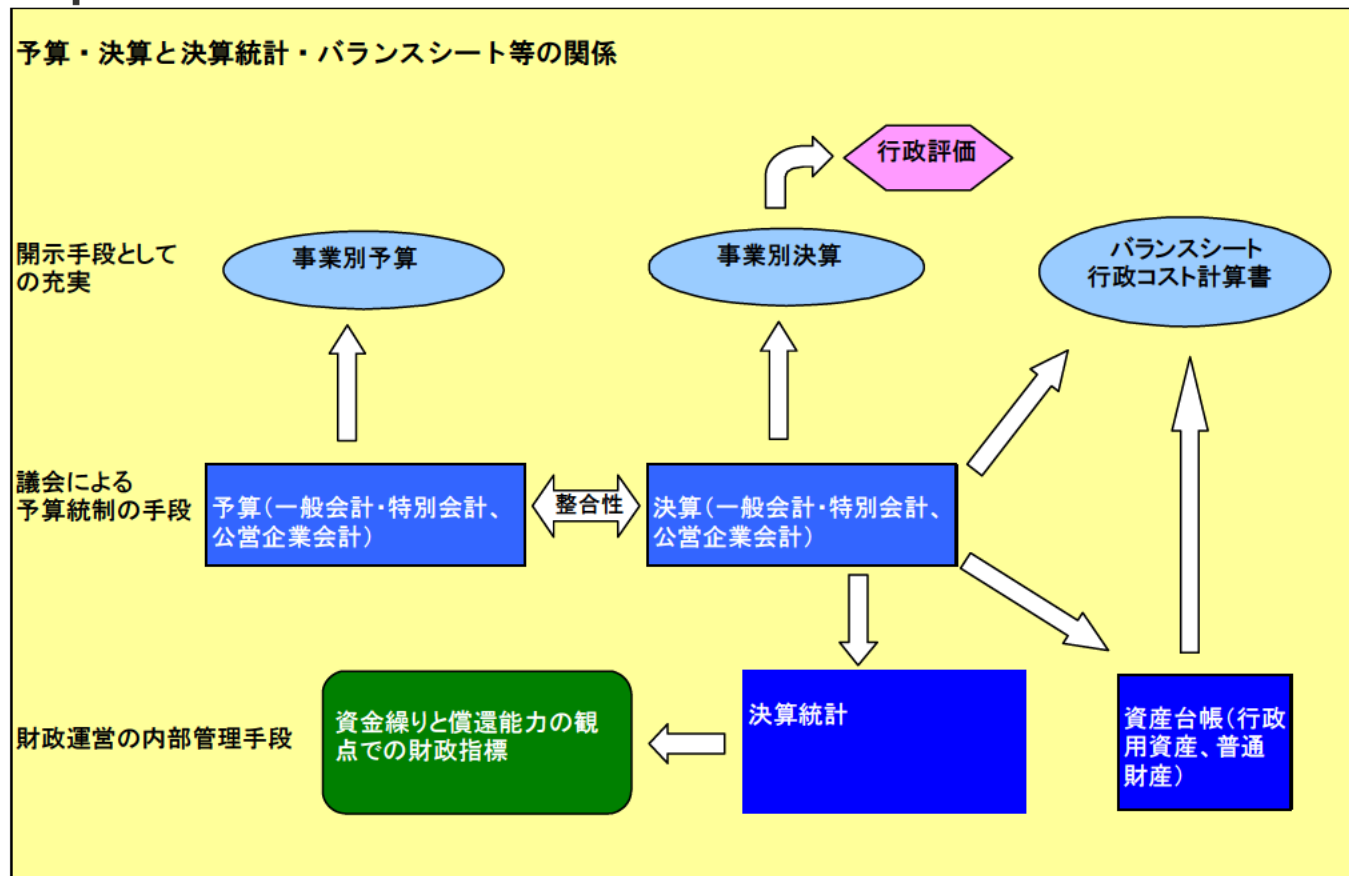 予算・決算と決算統計・バランスシート等の関係
行政評価
開示手段として
の充実
事業別予算
事業別決算
バランスシート
行政コスト計算書
議会による
予算統制の手段
予算(一般会計・特別会計、
公営企業会計)
整合性
決算(一般会計・特別会計、
公営企業会計)
財政運営の内部管理手段
資金繰りと償還能力の観
点での財政指標
決算統計
資産台帳(行政
用資産、普通
財産)